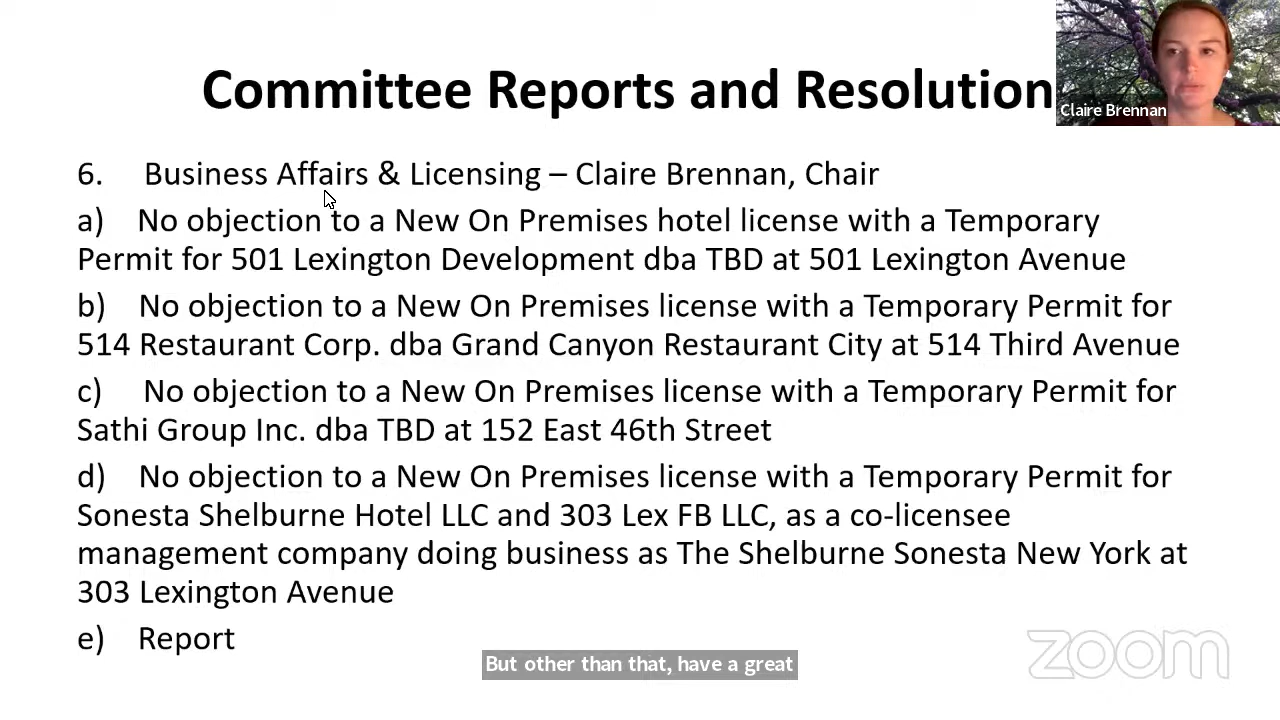 Committee Reports and Resolution
Claire Brennan
6. Business Affairs & Licensing – Claire Brennan, Chair
a) No objection to a New On Premises hotel license with a Temporary
Permit for 501 Lexington Development dba TBD at 501 Lexington Avenue
b) No objection to a New On Premises license with a Temporary Permit for
514 Restaurant Corp. dba Grand Canyon Restaurant City at 514 Third Avenue
c) No objection to a New On Premises license with a Temporary Permit for
Sathi Group Inc. dba TBD at 152 East 46th Street
d) No objection to a New On Premises license with a Temporary Permit for
Sonesta Shelburne Hotel LLC and 303 Lex FB LLC, as a co-licensee
management company doing business as The Shelburne Sonesta New York at
303 Lexington Avenue
e) Report
But other than that, have a great
zoom